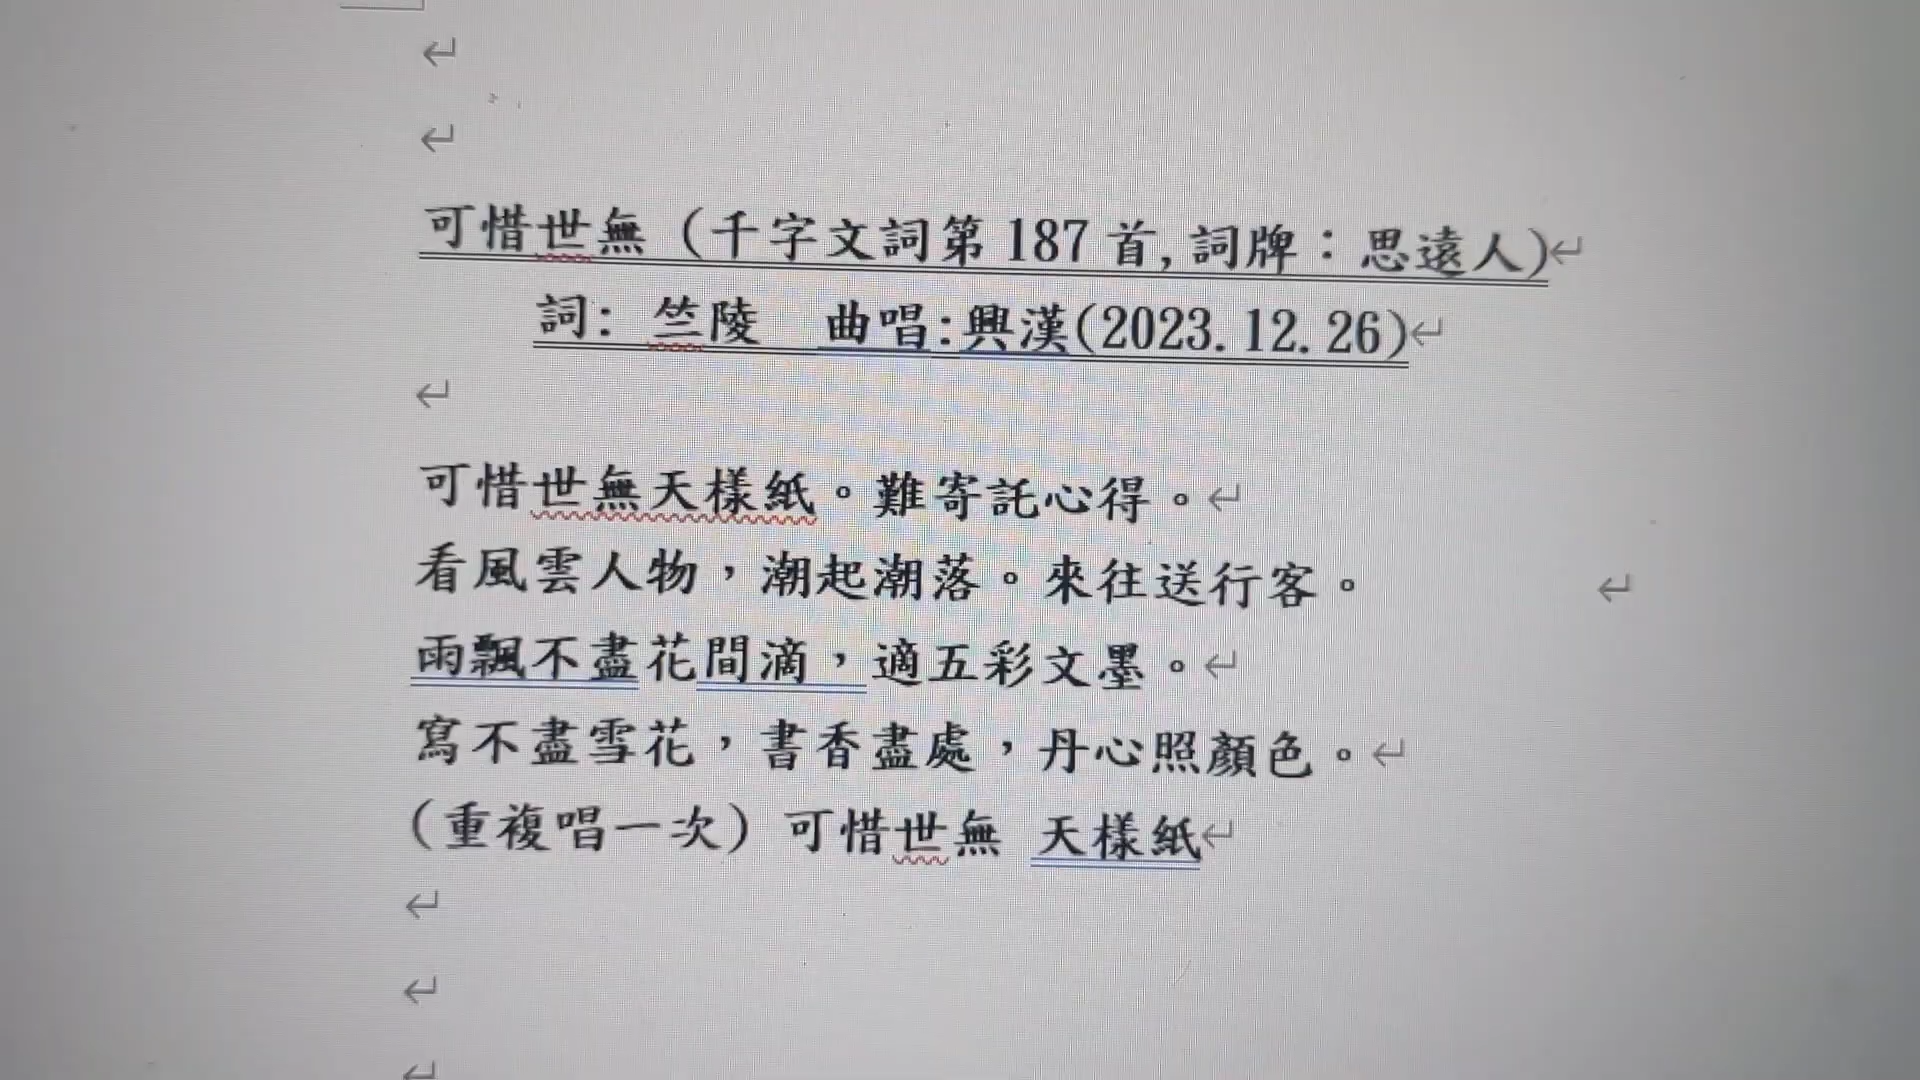 可惜世無（千字文詞第187首,詞牌：思遠人)
詞: 竺陵　曲唱:興漢(2023.12.26)
可惜世無天樣紙。難寄託心得。
看風雲人物，潮起潮落。來往送行客。
雨飄不盡花間滴，適五彩文墨。
寫不盡雪花，書香盡處，丹心照顏色。
（重複唱一次）可惜世無 天樣紙